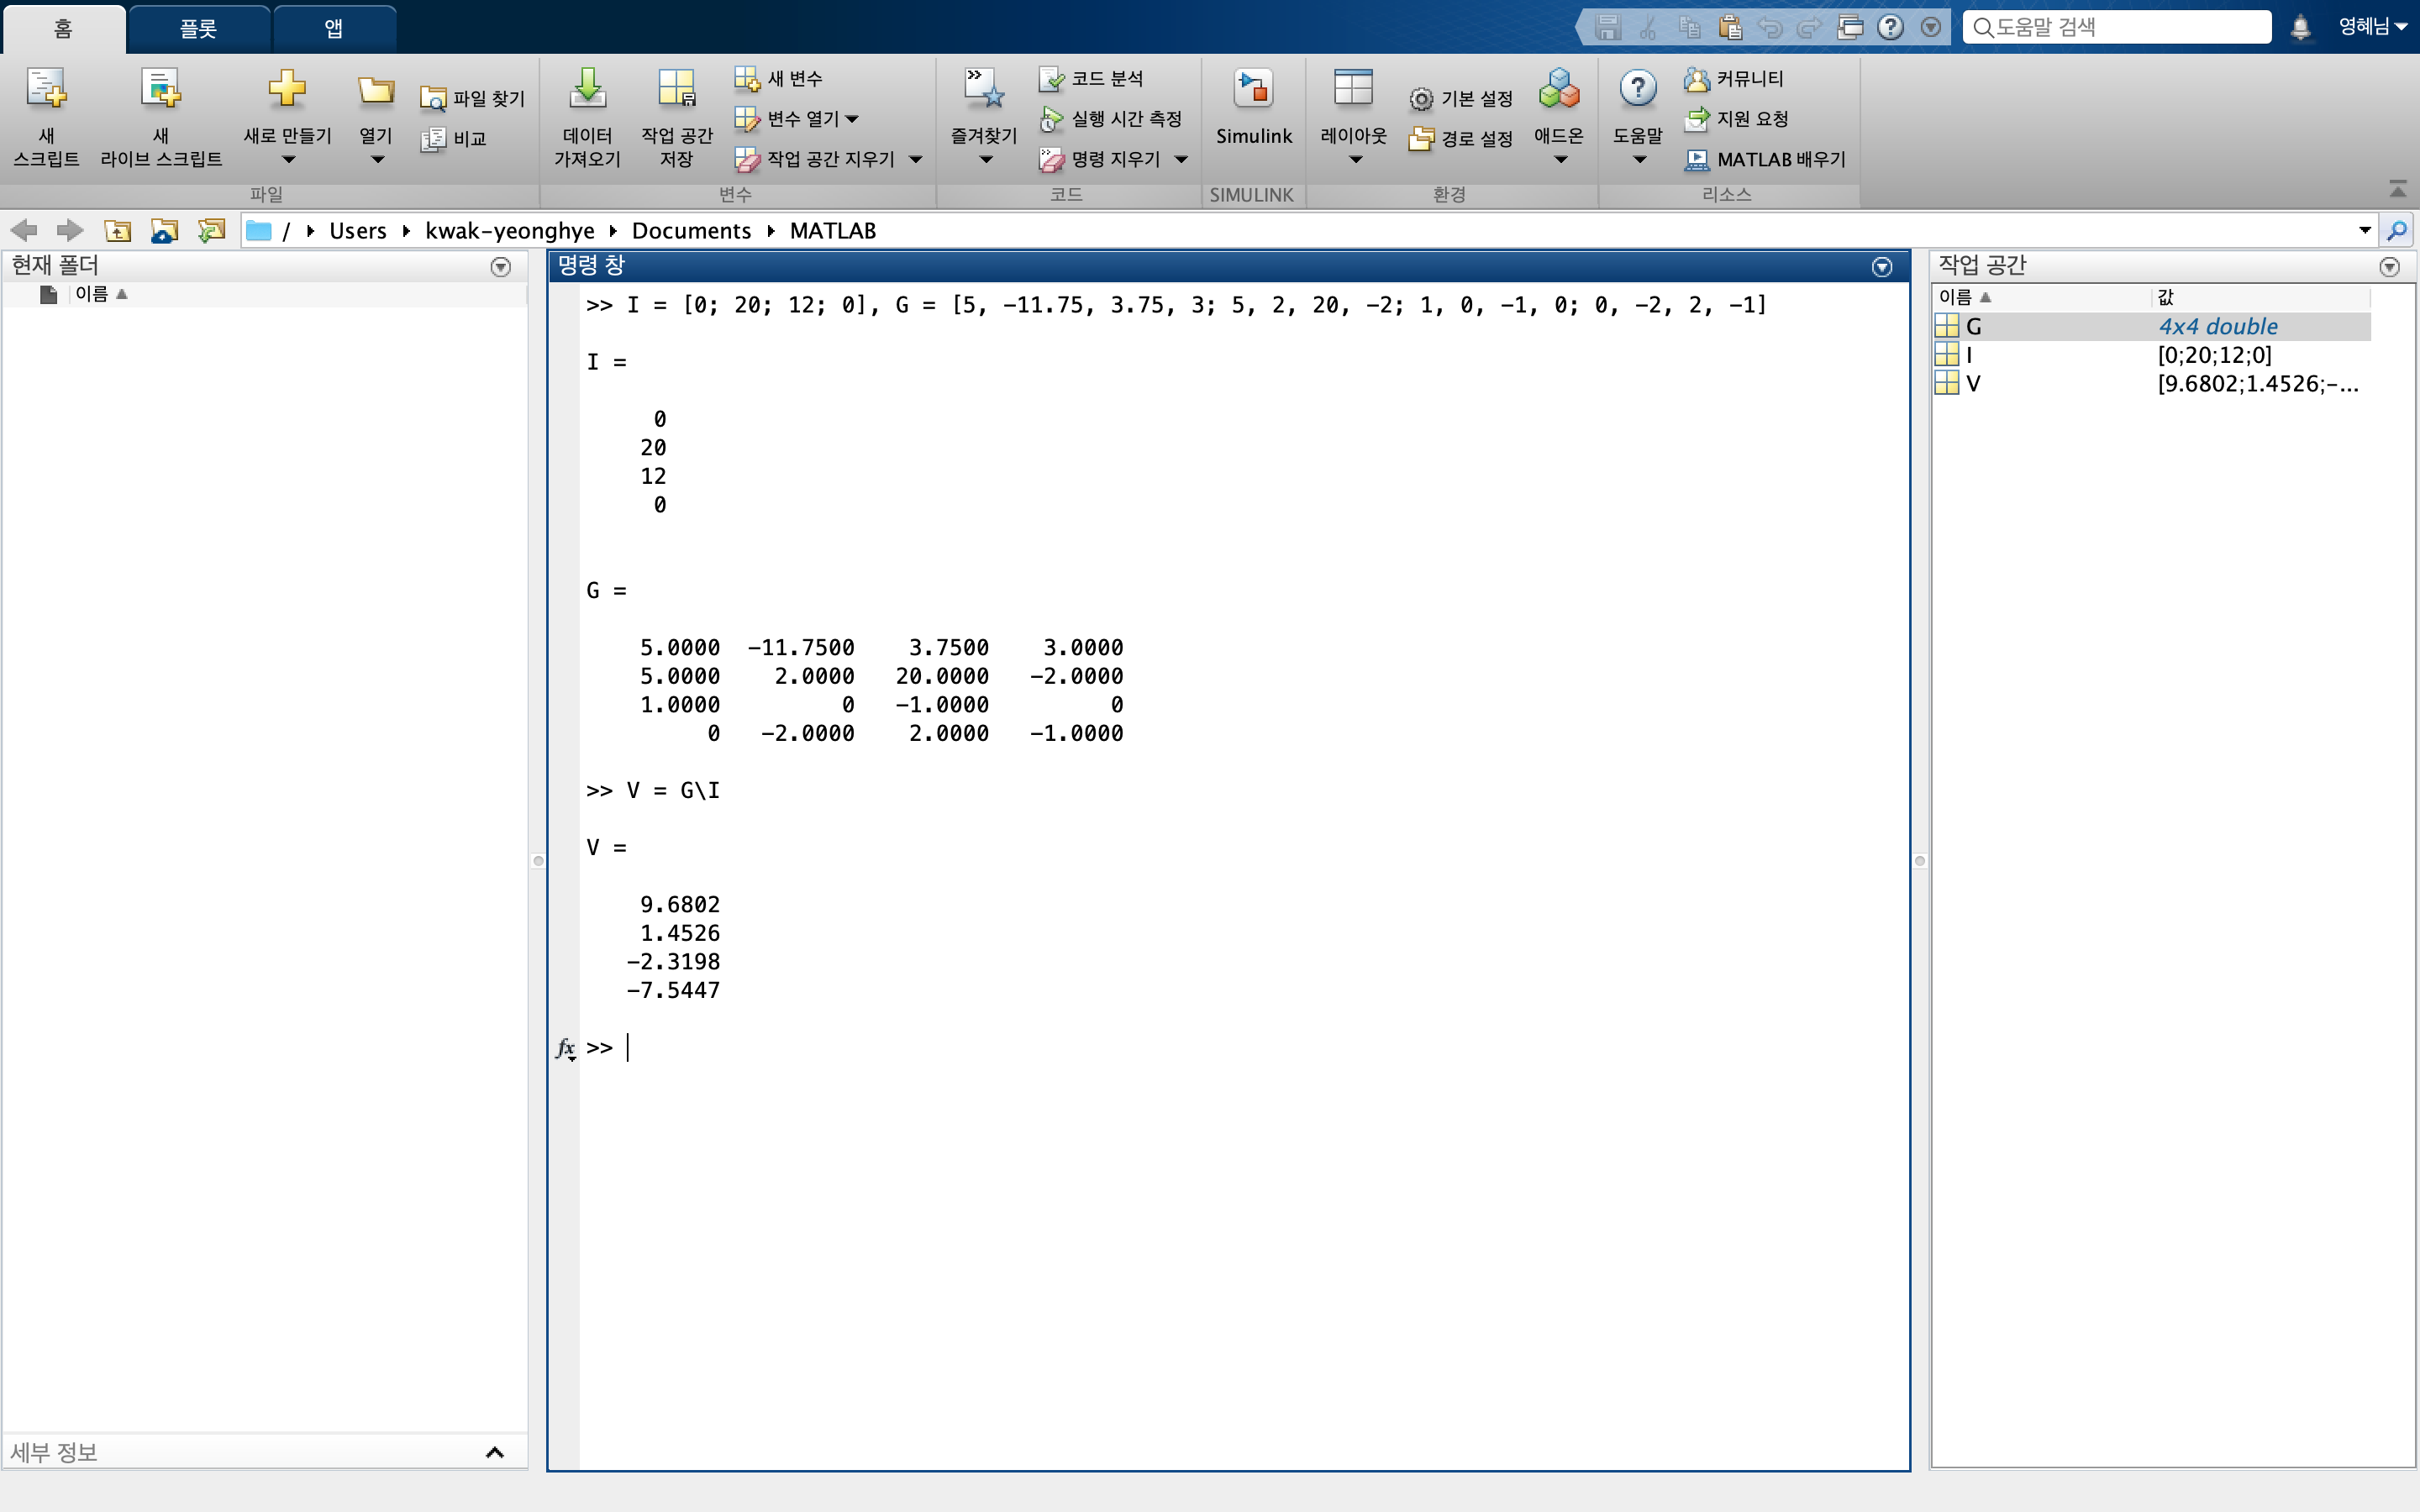 홈 플롯 앱
도움말 검색
영혜님
새 스크립트
새 라이브 스크립트
새로 만들기
열기
파일 찾기
비교
파일
데이터 가져오기
작업 공간 저장
새 변수
변수 열기
작업 공간 지우기
변수
즐겨찾기
코드 분석
실행 시간 측정
명령 지우기
코드
Simulink
SIMULINK
레이아웃
기본 설정
경로 설정
애드온
환경
도움말
커뮤니티
지원 요청
MATLAB 배우기
리소스
/ Users kwak-yeonghye Documents MATLAB
현재 폴더
이름
세부 정보
명령 창
>> I = [0; 20; 12; 0], G = [5, -11.75, 3.75, 3; 5, 2, 20, -2; 1, 0, -1, 0; 0, -2, 2, -1]
I =
0
20
12
0
G =
5.0000 -11.7500 3.7500 3.0000
5.0000 2.0000 20.0000 -2.0000
1.0000 0 -1.0000 0
0 -2.0000 2.0000 -1.0000
>> V = G\I
V =
9.6802
1.4526
-2.3198
-7.5447
fx >>
작업 공간
이름 값
G 4x4 double
I [0;20;12;0]
V [9.6802;1.4526;-...